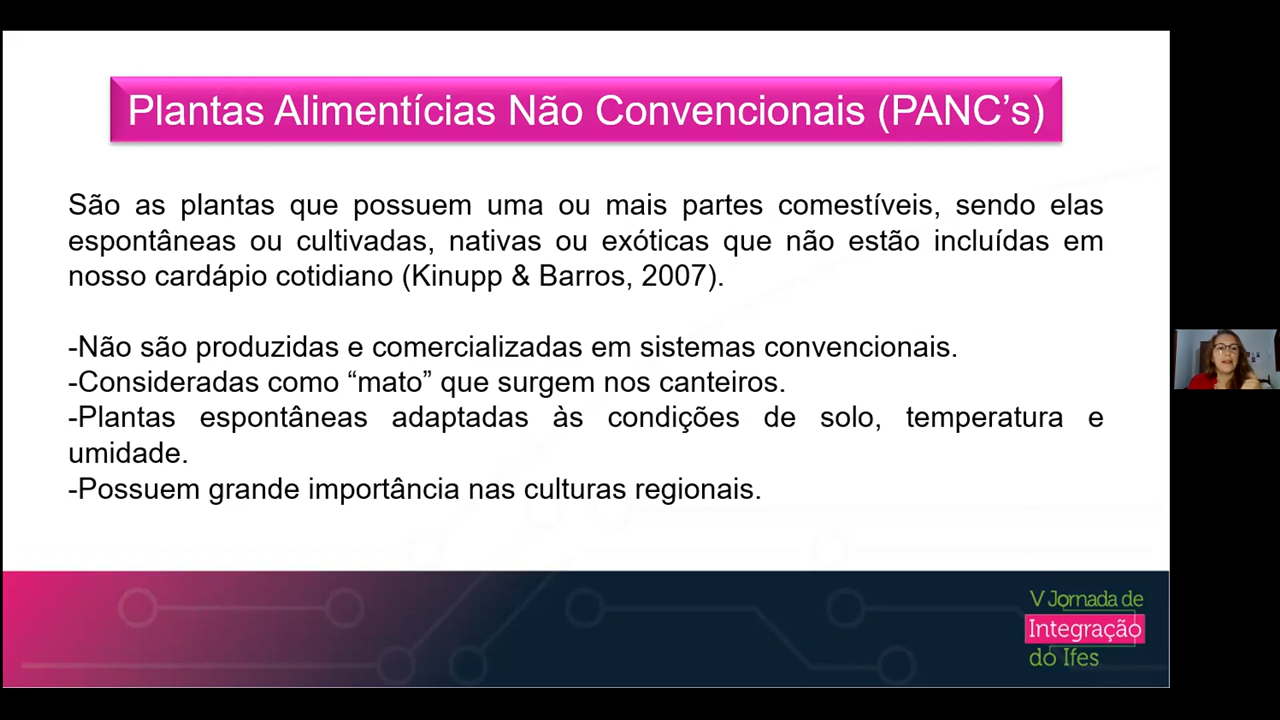 Plantas Alimentícias Não Convencionais (PANC’s)
São as plantas que possuem uma ou mais partes comestíveis, sendo elas
espontâneas ou cultivadas, nativas ou exóticas que não estão incluídas em
nosso cardápio cotidiano (Kinupp & Barros, 2007).
-Não são produzidas e comercializadas em sistemas convencionais.
-Consideradas como “mato” que surgem nos canteiros.
-Plantas espontâneas adaptadas às condições de solo, temperatura e
umidade.
-Possuem grande importância nas culturas regionais.
V Jornada de
Integração
do Ifes